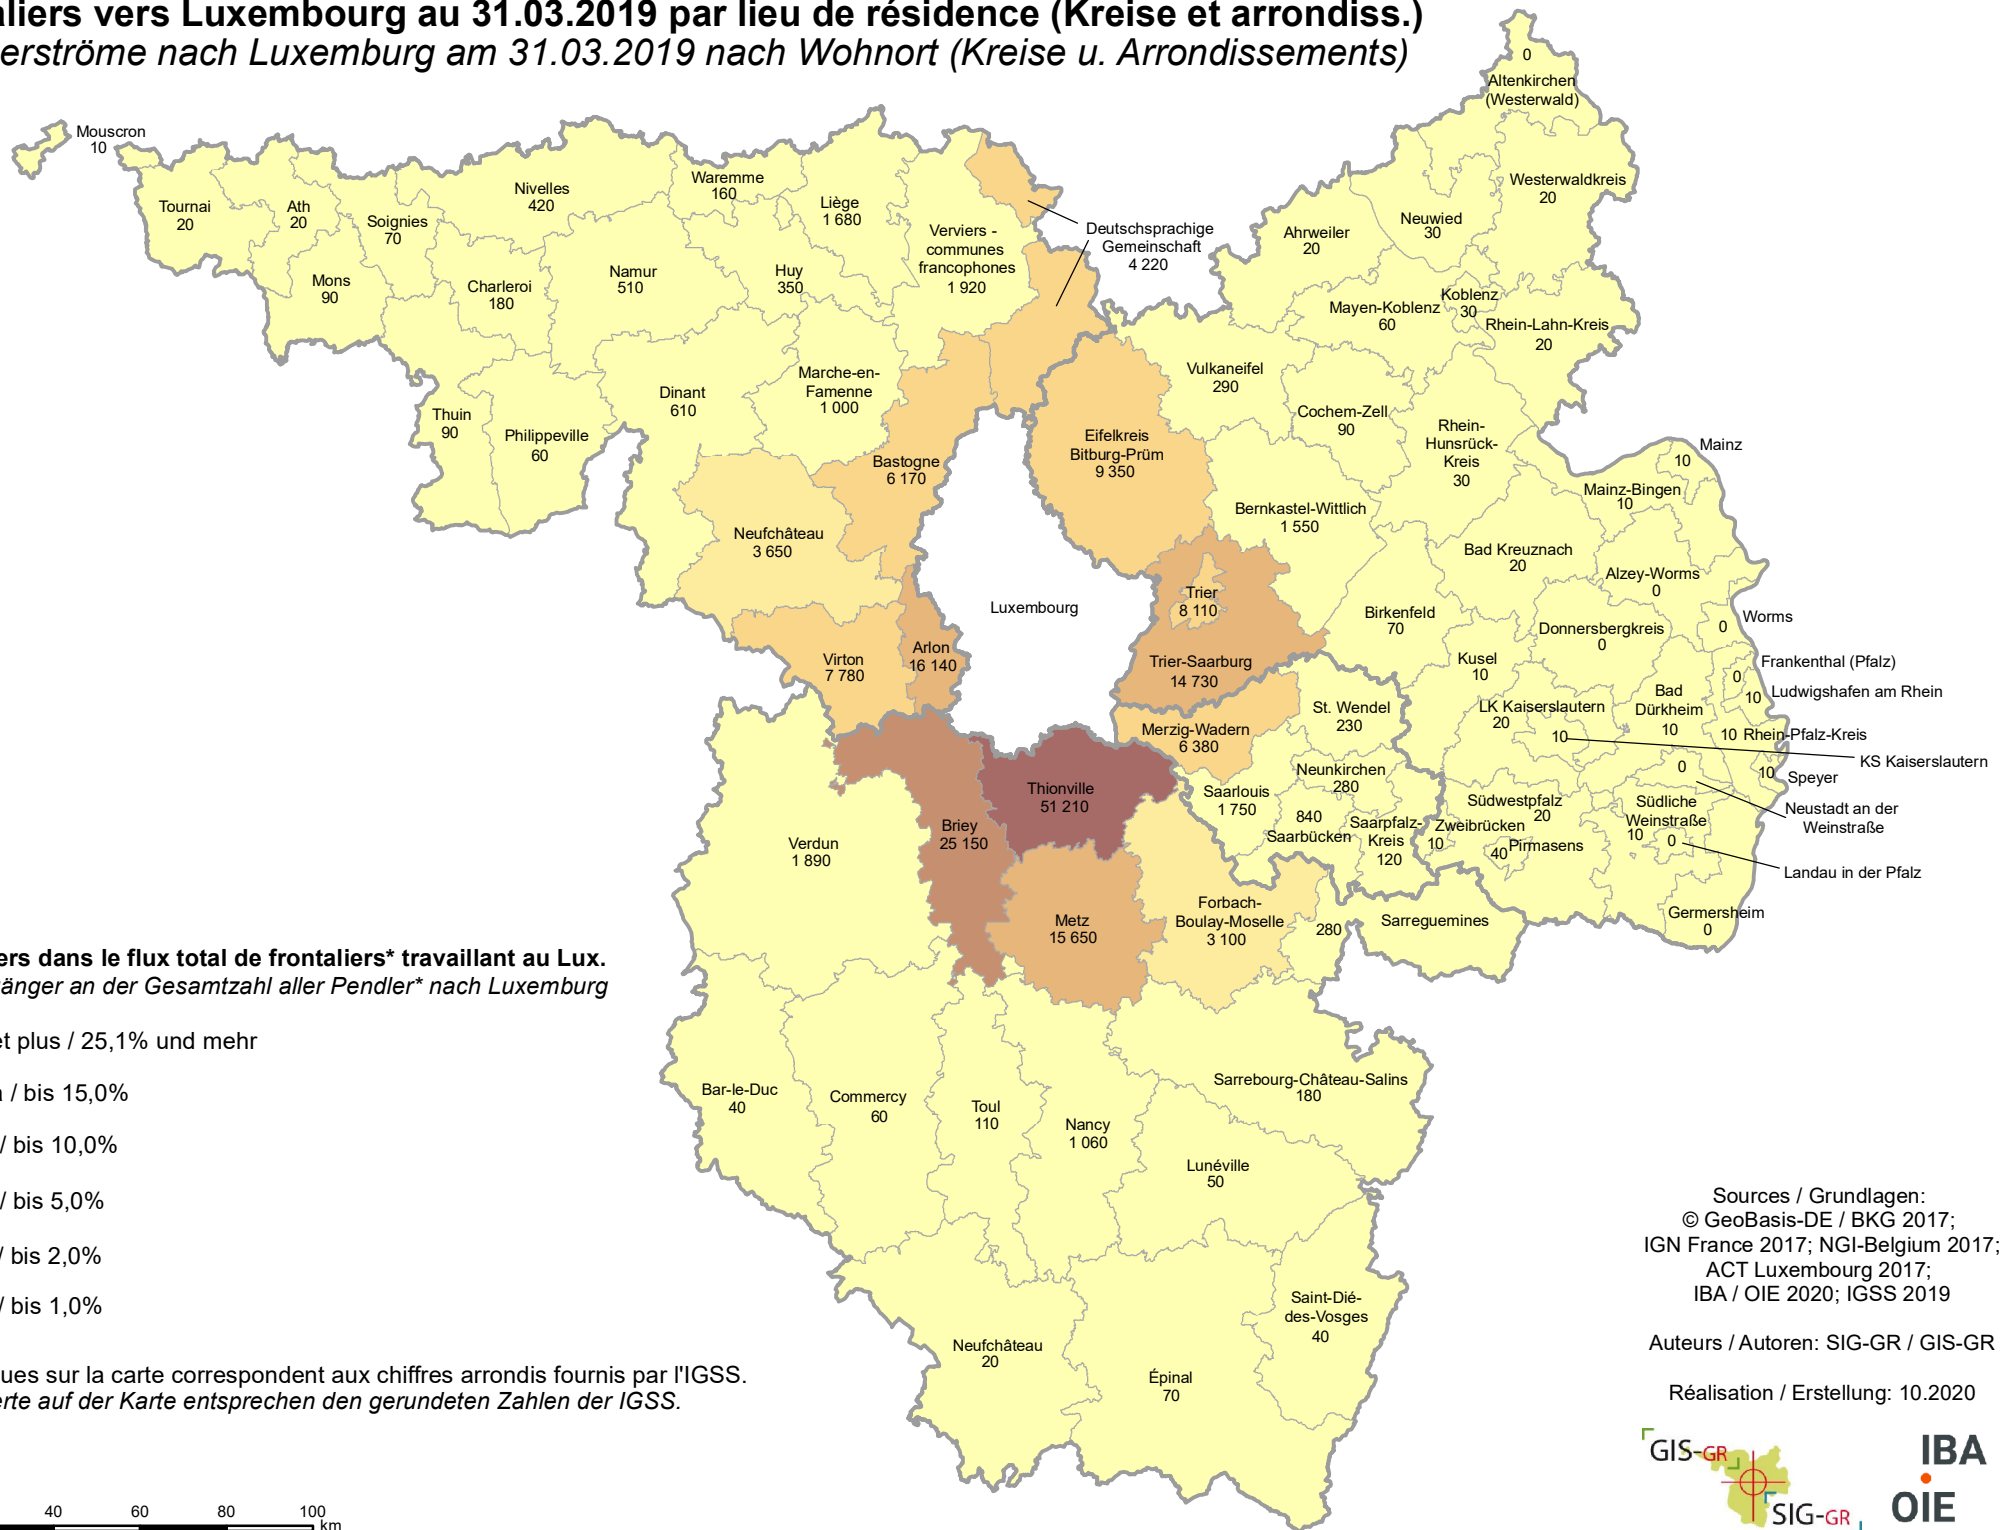 aliers vers Luxembourg au 31.03.2019 par lieu de résidence (Kreise et arrondiss.)
erströme nach Luxemburg am 31.03.2019 nach Wohnort (Kreise u. Arrondissements)
0
Altenkirchen
(Westerwald)
Mouscron
10
Tournai
20
Ath
20
Soignies
70
Nivelles
420
Waremme
160
Liège
1 680
Verviers -
communes
francophones
1 920
Deutschsprachige
Gemeinschaft
4 220
Ahrweiler
20
Neuwied
30
Westerwaldkreis
20
Mons
90
Charleroi
180
Namur
510
Huy
350
Mayen-Koblenz
60
Koblenz
30
Rhein-Lahn-Kreis
20
Thuin
90
Philippeville
60
Dinant
610
Marche-en-
Famenne
1 000
Bastogne
6 170
Eifelkreis
Bitburg-Prüm
9 350
Vulkaneifel
290
Cochem-Zell
90
Rhein-
Hunsrück-
Kreis
30
Mainz
10
Mainz-Bingen
10
Neufchâteau
3 650
Bernkastel-Wittlich
1 550
Bad Kreuznach
20
Alzey-Worms
0
Luxembourg
Trier
8 110
Birkenfeld
70
Donnersbergkreis
0
Worms
0
Virton
7 780
Arlon
16 140
Trier-Saarburg
14 730
Kusel
10
Frankenthal (Pfalz)
0
Ludwigshafen am Rhein
10
Merzig-Wadern
6 380
St. Wendel
230
LK Kaiserslautern
20
Bad
Dürkheim
10
10
10 Rhein-Pfalz-Kreis
KS Kaiserslautern
Thionville
51 210
Saarlouis
1 750
Neunkirchen
280
0
10
Speyer
Neustadt an der
Weinstraße
Verdun
1 890
Briey
25 150
840
Saarbücken
Saarpfalz-
Kreis
120
Südwestpfalz
20
Zweibrücken
10
40 Pirmasens
Südliche
Weinstraße
10
0
Landau in der Pfalz
Metz
15 650
Forbach-
Boulay-Moselle
3 100
280
Sarreguemines
Germersheim
0
ers dans le flux total de frontaliers* travaillant au Lux.
änger an der Gesamtzahl aller Pendler* nach Luxemburg
et plus / 25,1% und mehr
/ bis 15,0%
/ bis 10,0%
/ bis 5,0%
/ bis 2,0%
/ bis 1,0%
Bar-le-Duc
40
Commercy
60
Toul
110
Nancy
1 060
Sarrebourg-Château-Salins
180
Lunéville
50
Neufchâteau
20
Épinal
70
Saint-Dié-
des-Vosges
40
ues sur la carte correspondent aux chiffres arrondis fournis par l'IGSS.
erte auf der Karte entsprechen den gerundeten Zahlen der IGSS.
40 60 80 100
km
Sources / Grundlagen:
© GeoBasis-DE / BKG 2017;
IGN France 2017; NGI-Belgium 2017;
ACT Luxembourg 2017;
IBA / OIE 2020; IGSS 2019
Auteurs / Autoren: SIG-GR / GIS-GR
Réalisation / Erstellung: 10.2020
GIS-GR
SIG-GR
IBA
OIE